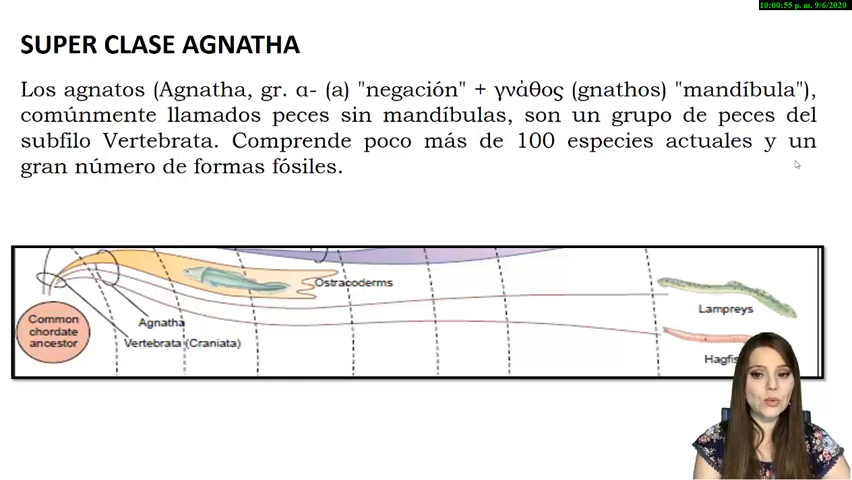 10:00:55 p. m. 9/6/2020
SUPER CLASE AGNATHA
Los agnatos (Agnatha, gr. α- (a) "negación" + γνάθος (gnathos) "mandíbula"),
comúnmente llamados peces sin mandíbulas, son un grupo de peces del
subfilo Vertebrata. Comprende poco más de 100 especies actuales y un
gran número de formas fósiles.
Ostracoderms
Lampreys
Common
chordate
ancestor
Agnatha
Vertebrata (Craniata)